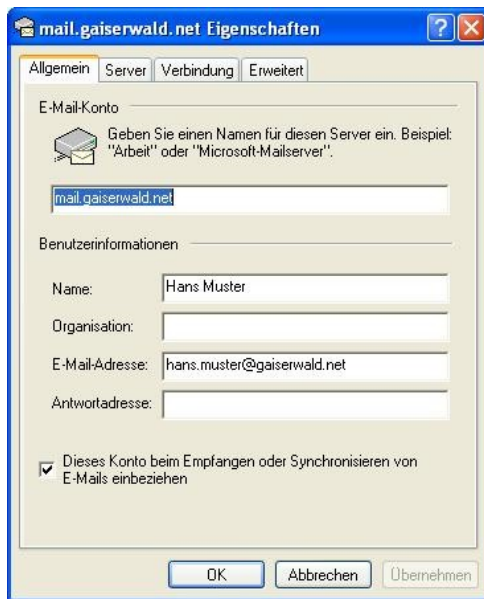 mail.gaiserwald.net Eigenschaften
Allgemein Server Verbindung Erweitert
E-Mail-Konto
Geben Sie einen Namen für diesen Server ein. Beispiel:
"Arbeit" oder "Microsoft-Mailserver".
mail.gaiserwald.net
Benutzerinformationen
Name: Hans Muster
Organisation:
E-Mail-Adresse: hans.muster@gaiserwald.net
Antwortadresse:
Dieses Konto beim Empfangen oder Synchronisieren von
E-Mails einbeziehen
OK Abbrechen Übernehmen